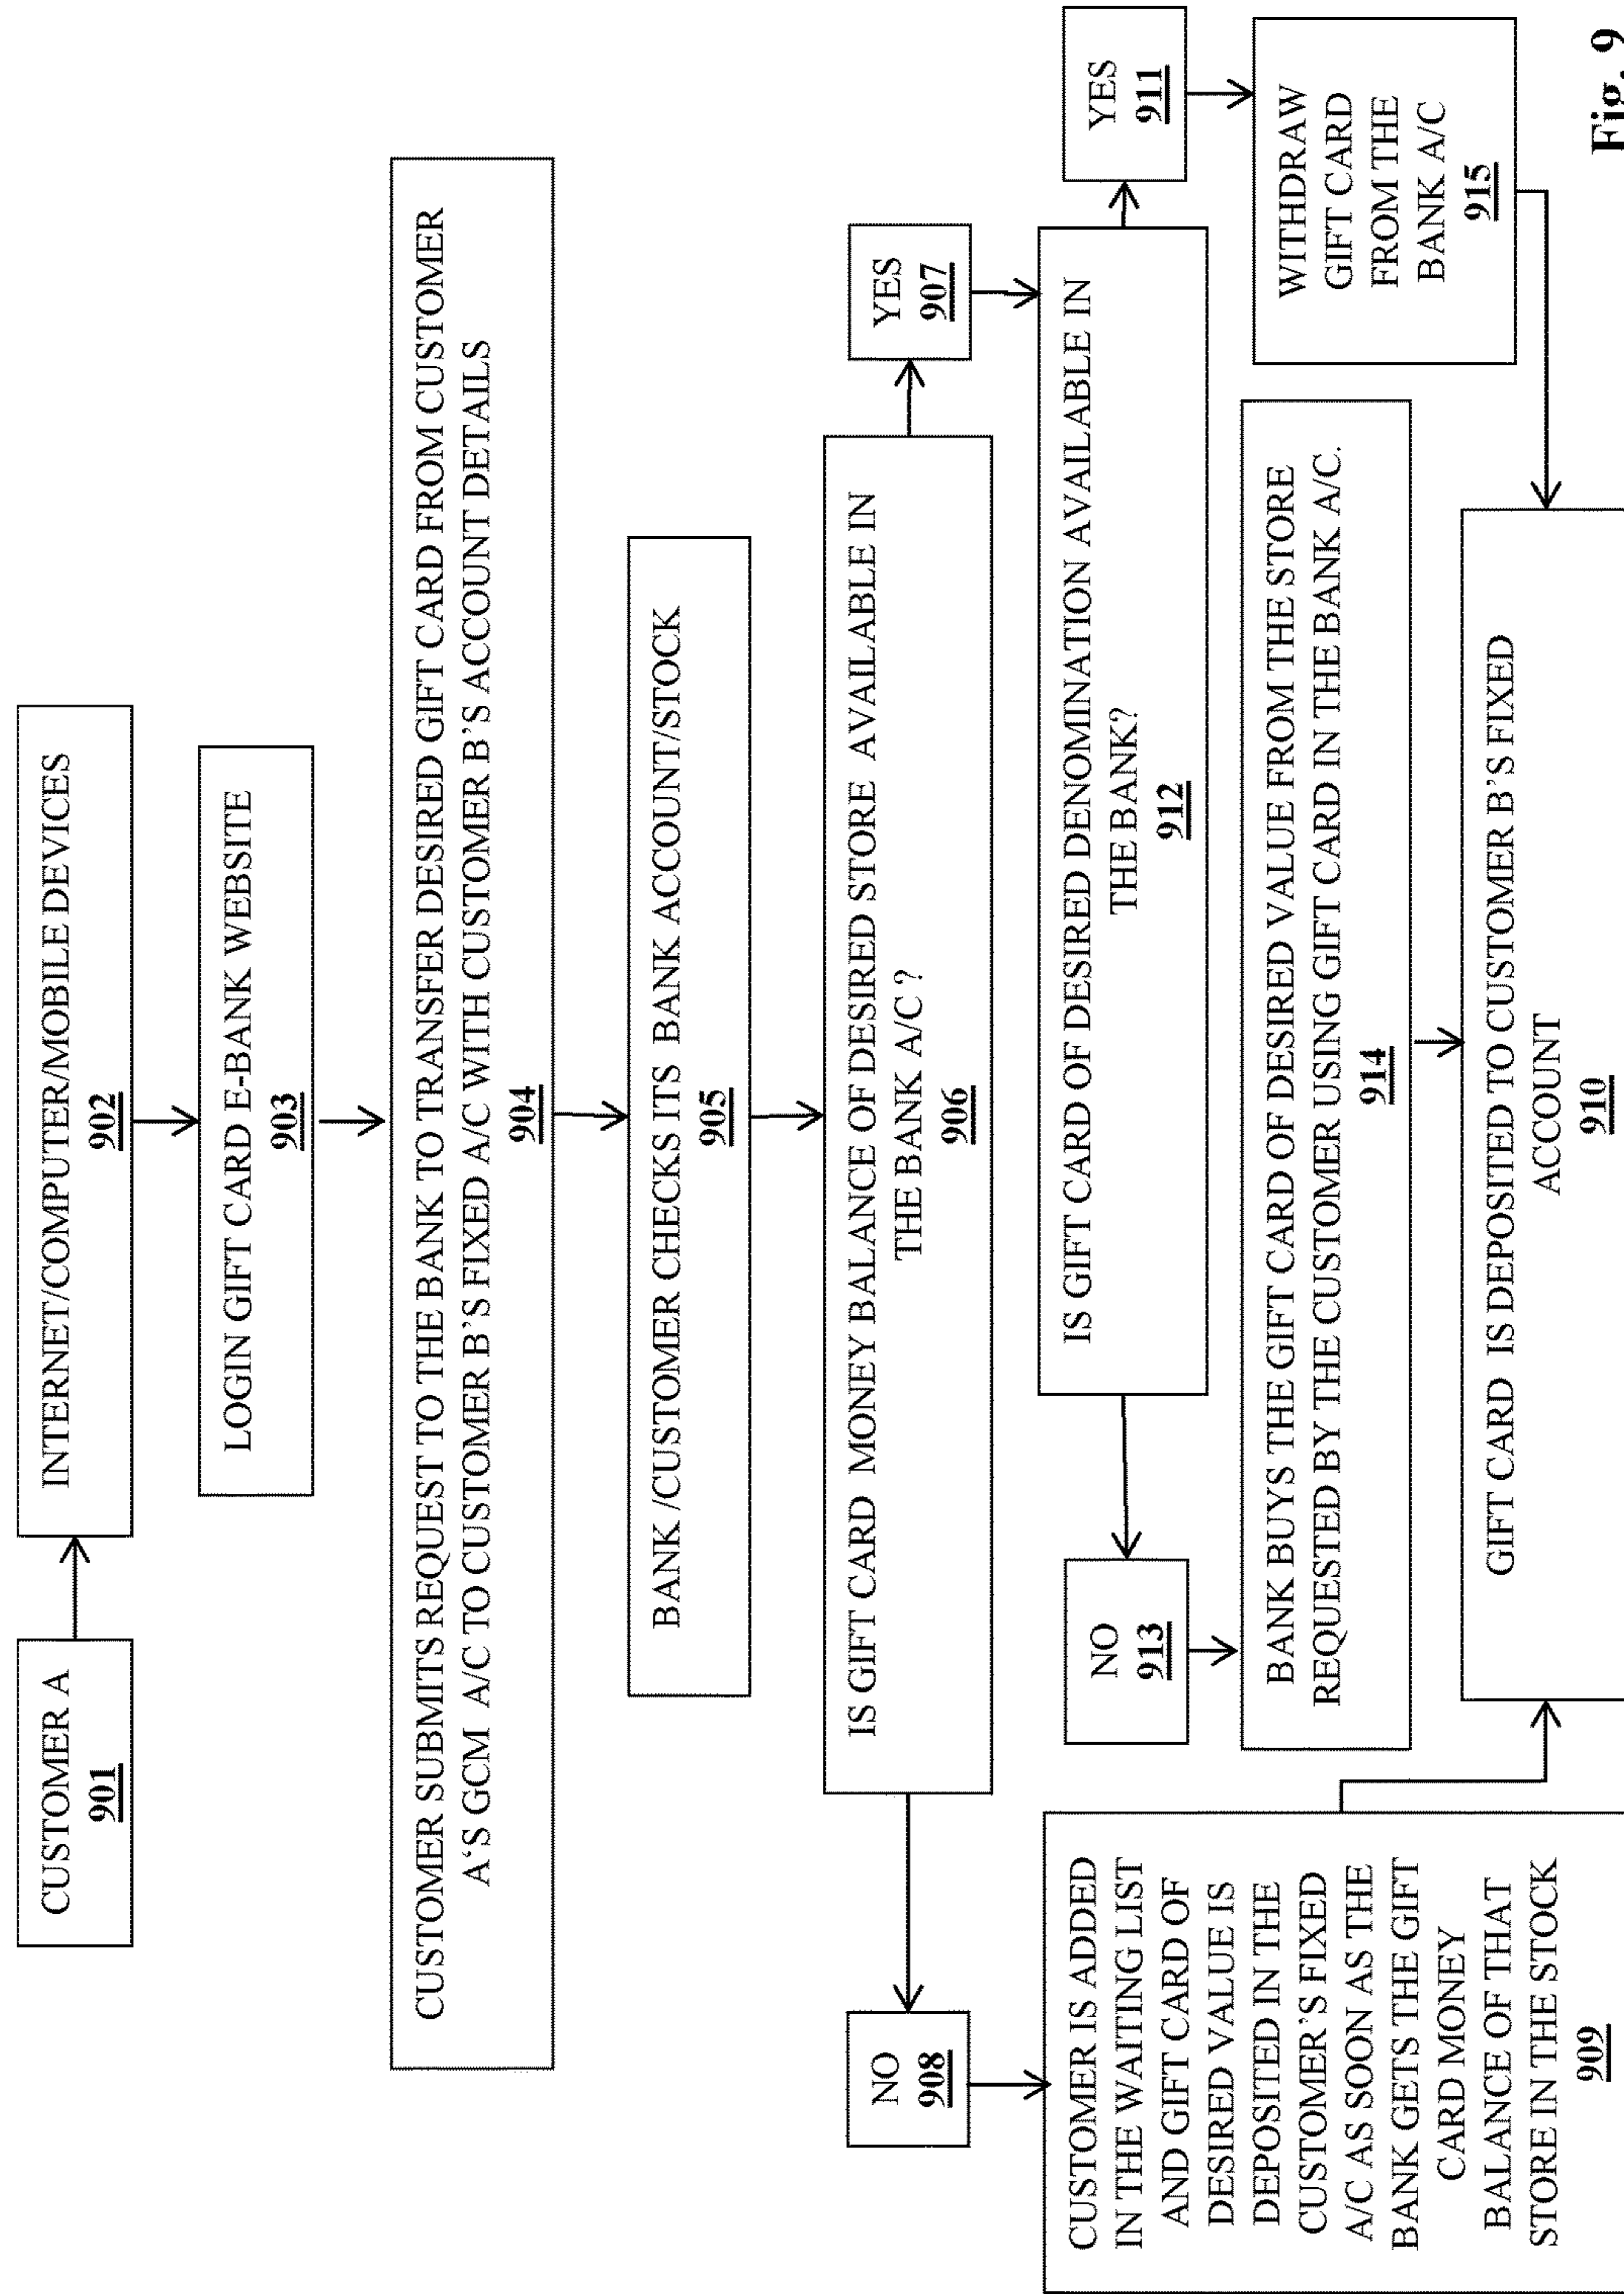 CUSTOMER A
901
INTERNET/COMPUTER/MOBILE DEVICES
902
LOGIN GIFT CARD E-BANK WEBSITE
903
CUSTOMER SUBMITS REQUEST TO THE BANK TO TRANSFER DESIRED GIFT CARD FROM CUSTOMER
A'S GCM A/C TO CUSTOMER B'S FIXED A/C WITH CUSTOMER B'S ACCOUNT DETAILS
904
BANK /CUSTOMER CHECKS ITS BANK ACCOUNT/STOCK
905
IS GIFT CARD MONEY BALANCE OF DESIRED STORE AVAILABLE IN
THE BANK A/C ?
906
NO
908
YES
907
CUSTOMER IS ADDED
IN THE WAITING LIST
AND GIFT CARD OF
DESIRED VALUE IS
DEPOSITED IN THE
CUSTOMER'S FIXED
A/C AS SOON AS THE
BANK GETS THE GIFT
CARD MONEY
BALANCE OF THAT
STORE IN THE STOCK
909
IS GIFT CARD OF DESIRED DENOMINATION AVAILABLE IN
THE BANK?
912
NO
913
YES
911
BANK BUYS THE GIFT CARD OF DESIRED VALUE FROM THE STORE
REQUESTED BY THE CUSTOMER USING GIFT CARD IN THE BANK A/C.
914
WITHDRAW
GIFT CARD
FROM THE
BANK A/C
915
GIFT CARD IS DEPOSITED TO CUSTOMER B'S FIXED
ACCOUNT
910
Fig. 9